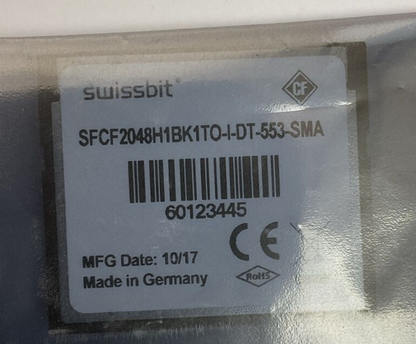 swissbit®
CF
SFCF2048H1BK1TO-I-DT-553-SMA
60123445
CE
MFG Date: 10/17
Made in Germany
RoHS